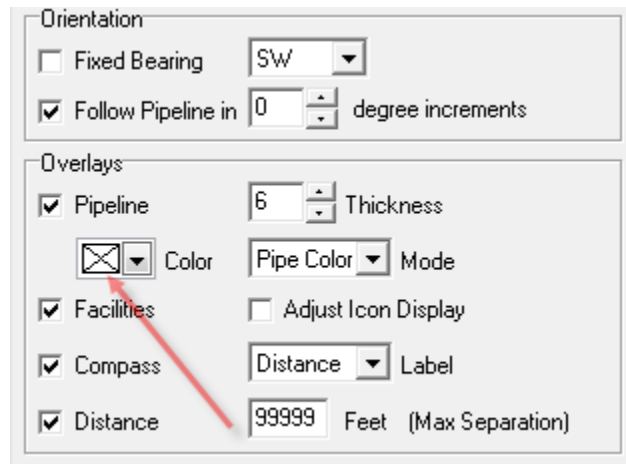 Orientation
Fixed Bearing SW
Follow Pipeline in 0 degree increments
Overlays
Pipeline 6 Thickness
Color Pipe Color Mode
Facilities Adjust Icon Display
Compass Distance Label
Distance 99999 Feet (Max Separation)